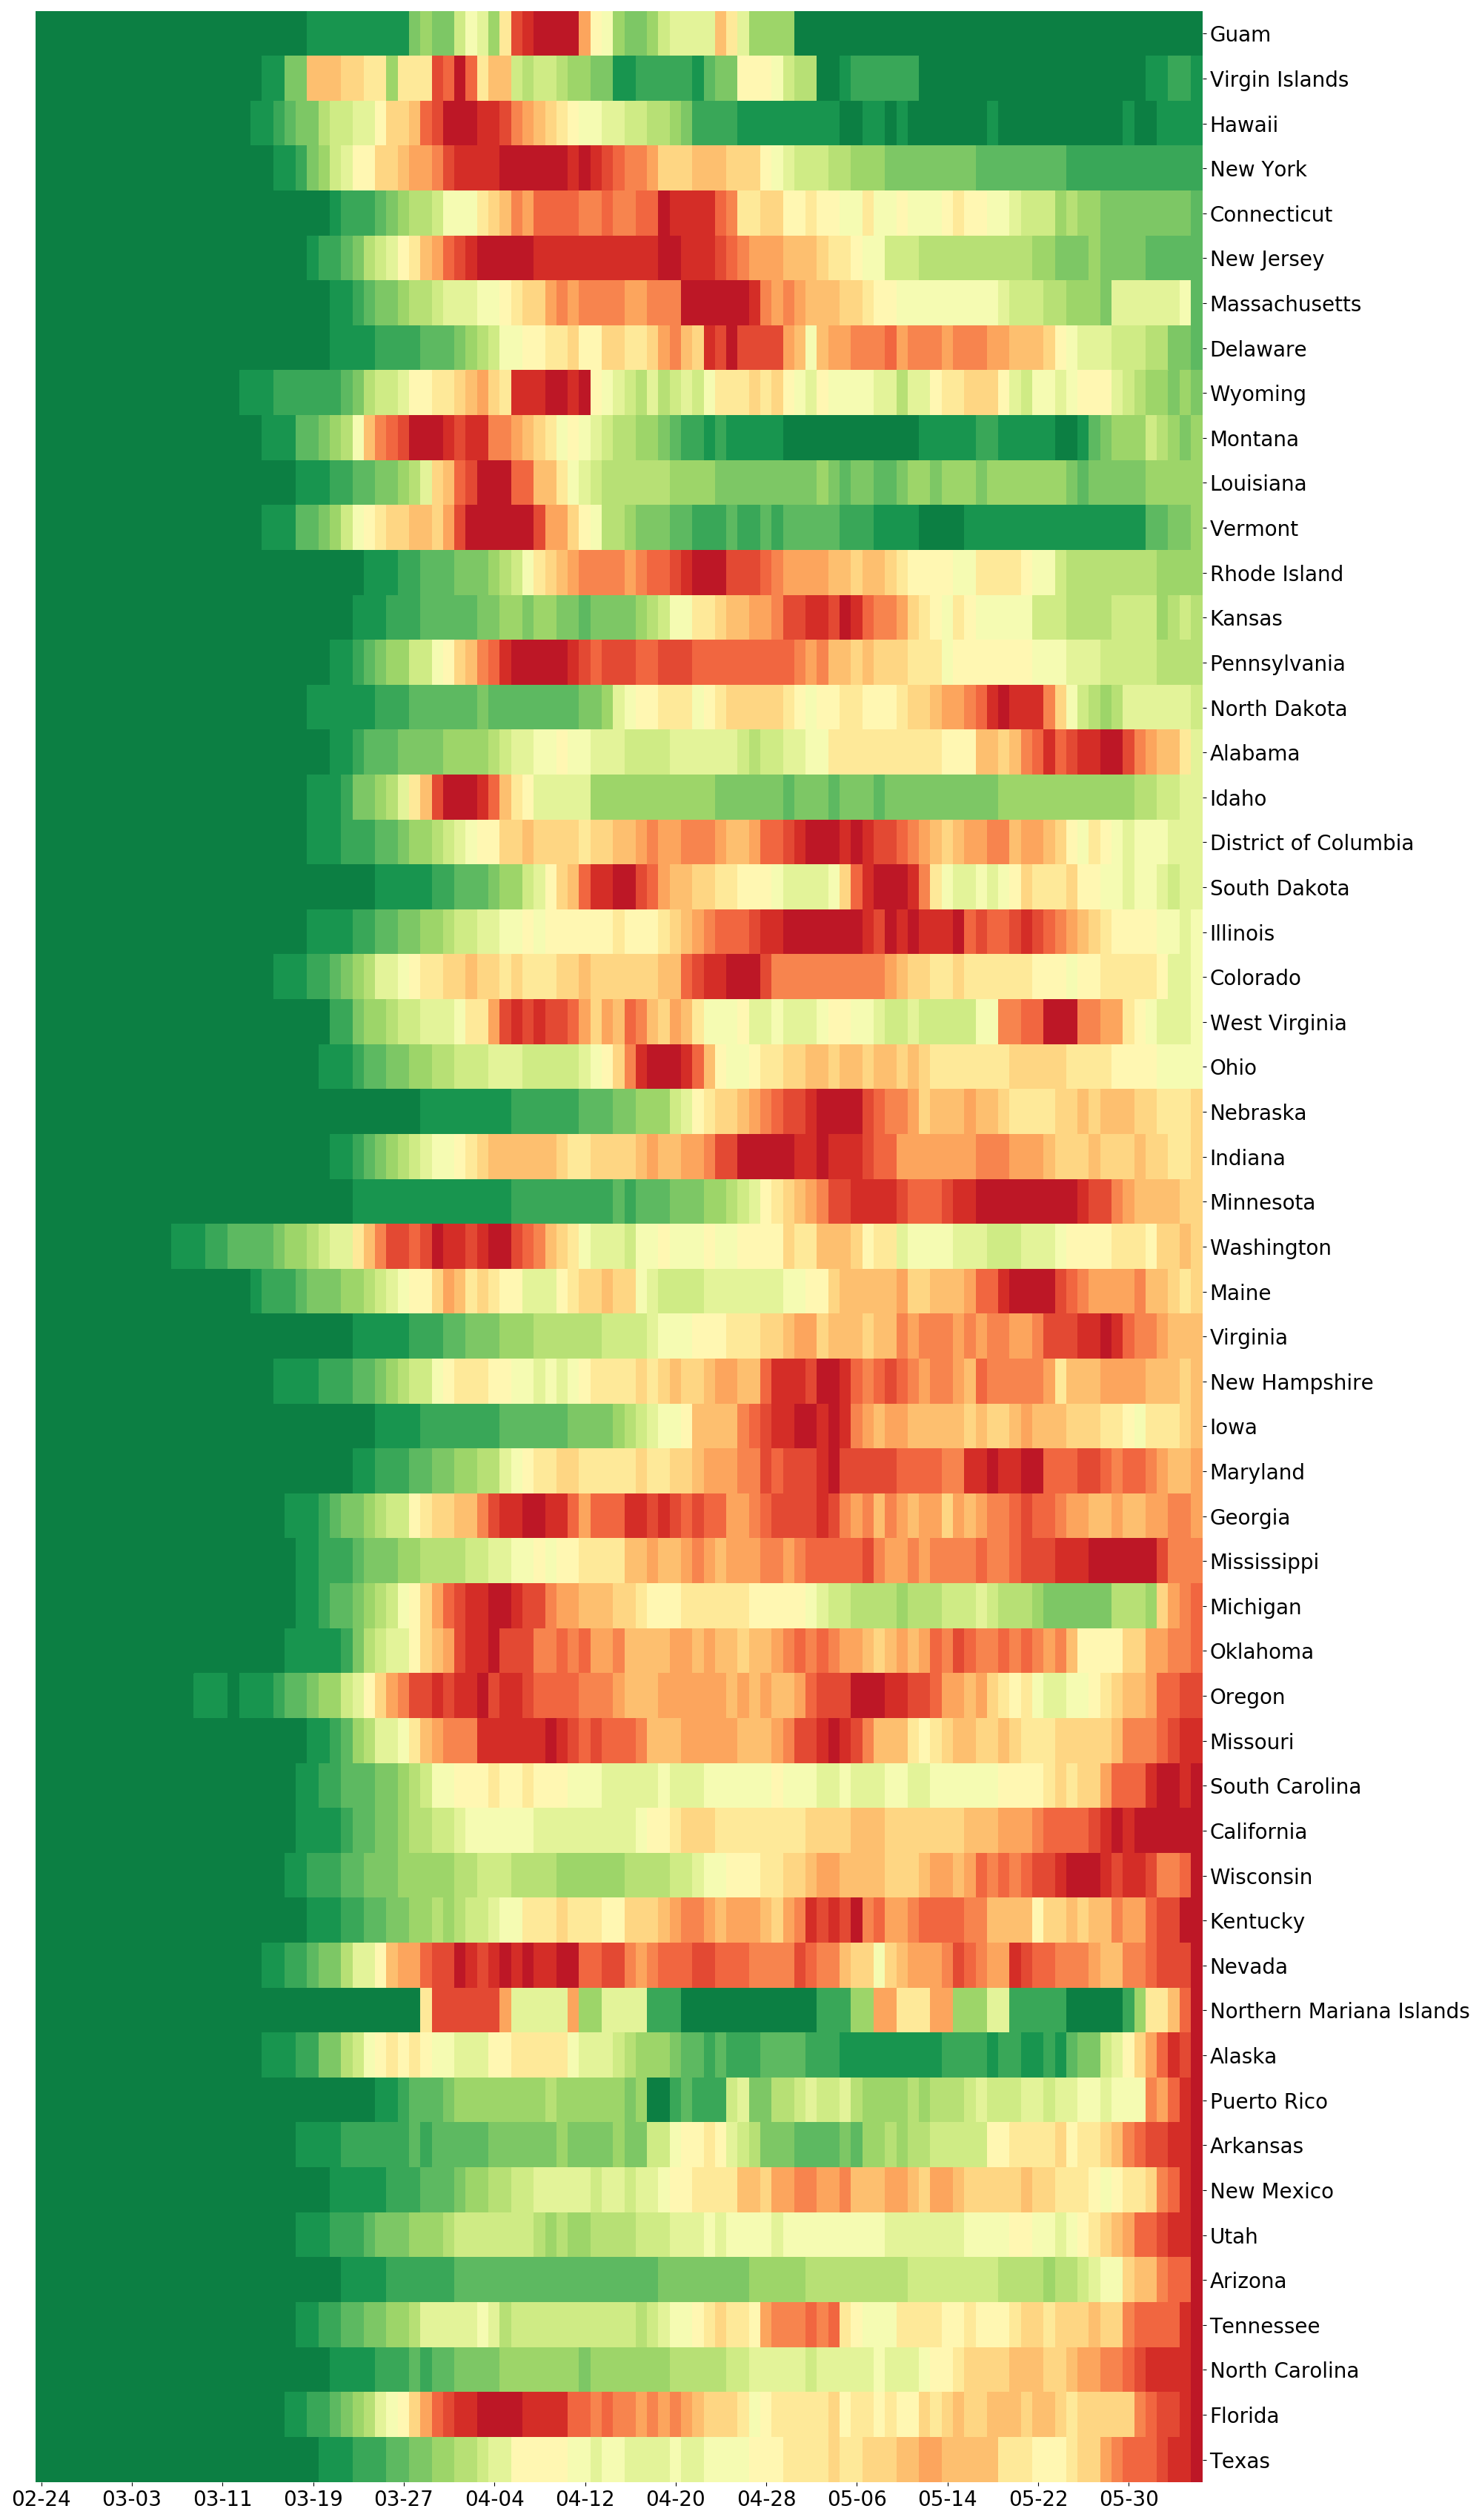 Guam
Virgin Islands
Hawaii
New York
Connecticut
New Jersey
Massachusetts
Delaware
Wyoming
Montana
Louisiana
Vermont
Rhode Island
Kansas
Pennsylvania
North Dakota
Alabama
Idaho
District of Columbia
South Dakota
Illinois
Colorado
West Virginia
Ohio
Nebraska
Indiana
Minnesota
Washington
Maine
Virginia
New Hampshire
Iowa
Maryland
Georgia
Mississippi
Michigan
Oklahoma
Oregon
Missouri
South Carolina
California
Wisconsin
Kentucky
Nevada
Northern Mariana Islands
Alaska
Puerto Rico
Arkansas
New Mexico
Utah
Arizona
Tennessee
North Carolina
Florida
Texas
02-24 03-03 03-11 03-19 03-27 04-04 04-12 04-20 04-28 05-06 05-14 05-22 05-30